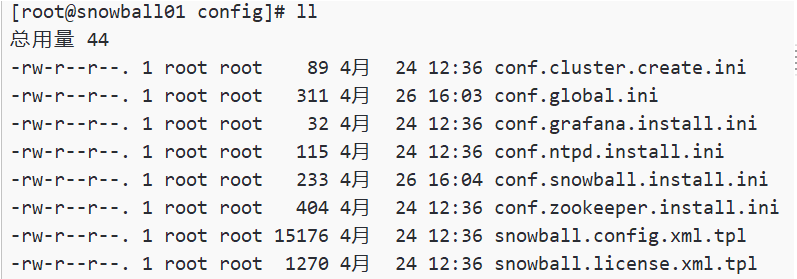 [root@snowball01 config]# ll
总用量 44
-rw-r--r--. 1 root root    89 4月  24 12:36 conf.cluster.create.ini
-rw-r--r--. 1 root root   311 4月  26 16:03 conf.global.ini
-rw-r--r--. 1 root root    32 4月  24 12:36 conf.grafana.install.ini
-rw-r--r--. 1 root root   115 4月  24 12:36 conf.ntpd.install.ini
-rw-r--r--. 1 root root   233 4月  26 16:04 conf.snowball.install.ini
-rw-r--r--. 1 root root   404 4月  24 12:36 conf.zookeeper.install.ini
-rw-r--r--. 1 root root 15176 4月  24 12:36 snowball.config.xml.tpl
-rw-r--r--. 1 root root  1270 4月  24 12:36 snowball.license.xml.tpl